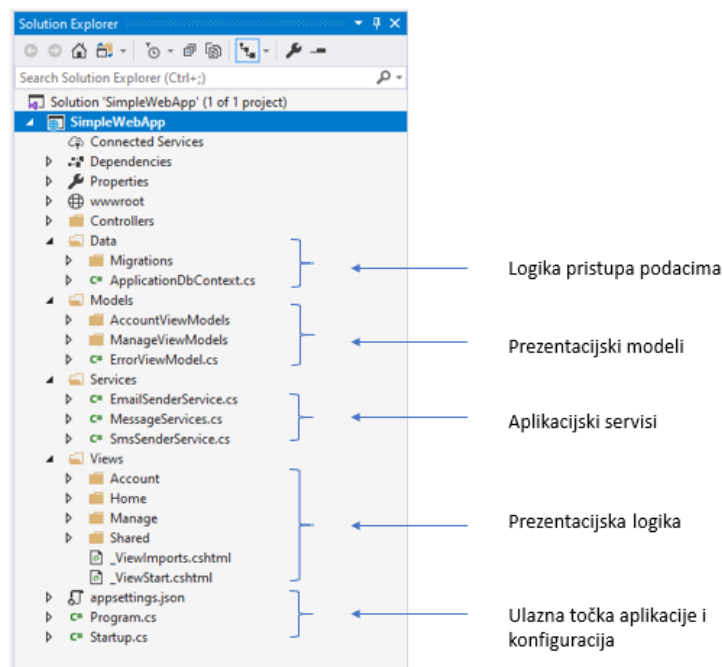 Solution Explorer
Search Solution Explorer (Ctrl+;)
Solution 'SimpleWebApp' (1 of 1 project)
SimpleWebApp
Connected Services
Dependencies
Properties
wwwroot
Controllers
Data
Migrations
ApplicationDbContext.cs
Logika pristupa podacima
Models
AccountViewModels
ManageViewModels
ErrorViewModel.cs
Prezentacijski modeli
Services
C# EmailSenderService.cs
C# MessageServices.cs
C# SmsSenderService.cs
Aplikacijski servisi
Views
Account
Home
Manage
Shared
_ViewImports.cshtml
_ViewStart.cshtml
Prezentacijska logika
appsettings.json
C# Program.cs
C# Startup.cs
Ulazna točka aplikacije i
konfiguracija